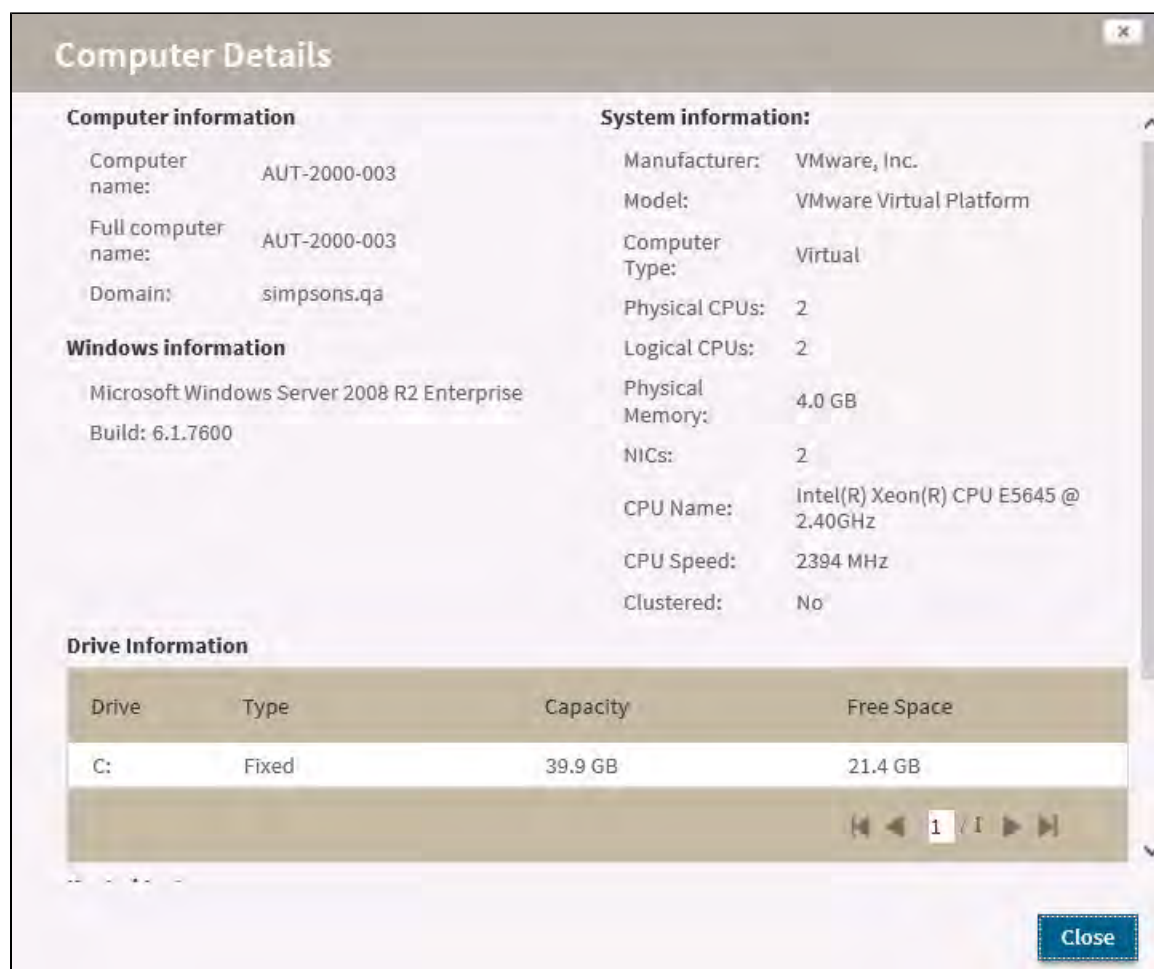 Computer Details
Computer information
Computer
name:
AUT-2000-003
Full computer
name:
AUT-2000-003
Domain:
simpsons.qa
Windows information
Microsoft Windows Server 2008 R2 Enterprise
Build: 6.1.7600
System information:
Manufacturer:
VMware, Inc.
Model:
VMware Virtual Platform
Computer
Type:
Virtual
Physical CPUs:
2
Logical CPUs:
2
Physical
Memory:
4.0 GB
NICs:
2
CPU Name:
Intel(R) Xeon(R) CPU E5645 @
2.40GHz
CPU Speed:
2394 MHz
Clustered:
No
Drive Information
Drive Type Capacity Free Space
C: Fixed 39.9 GB 21.4 GB
1 / 1
Close